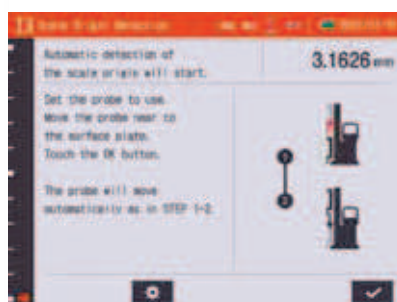 Scale Origin Detection
Automatic detection of
the scale origin will start.
3.1626 mm
Set the probe to use.
Move the probe near to
the surface plate.
Touch the OK button.
The probe will move
automatically as in STEP 1-2.
1
2